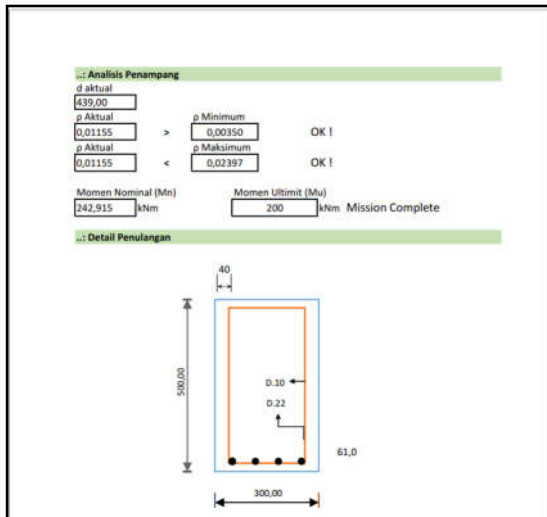 ..: Analisis Penampang
d aktual
439,00
ρ Aktual ρ Minimum
0,01155 > 0,00350 OK !
ρ Aktual ρ Maksimum
0,01155 < 0,02397 OK !
Momen Nominal (Mn) Momen Ultimit (Mu)
242,915 kNm 200 kNm Mission Complete
..: Detail Penulangan
40
500,00
D.10
D.22
61,0
300,00